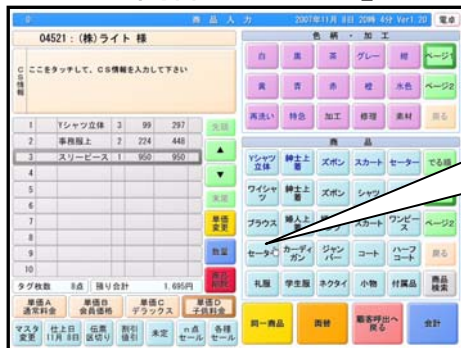 商 品 入 力 2007年11月 8日 20時 4分 Ver1.20 電卓
04521 : (株)ライト 様
CS情報
ここをタッチして、CS情報を入力して下さい
1 Yシャツ立体 3 99 297
2 事務服上 2 224 448
3 スリーピース 1 950 950
4
5
6
7
8
9
10
先頭
▲
▼
末尾
単価変更
数量
タグ枚数 8点 預り合計 1,695円
単価A 通常料金
単価B 会員価格
単価C デラックス
単価D 子供料金
マスタ変更
仕上日 11月 8日
伝票区切り
割引値引
未定
n点セール
各種セール
色 柄 ・ 加 工
白 黒 茶 グレー 紺 ページ1
黄 青 赤 橙 水色 ページ2
再洗い 特急 加工 修理 素材 戻る
商 品
Yシャツ立体 紳士上着 ズボン スカート セーター でる順
ワイシャツ 紳士上着 ズボン シャツ
ブラウス 婦人上着 スカート ワンピース ページ2
セーター カーディガン ジャンパー コート ハーフコート 戻る
礼服 学生服 ネクタイ 小物 付属品 商品検索
同一商品 両替 顧客呼出へ戻る 会計